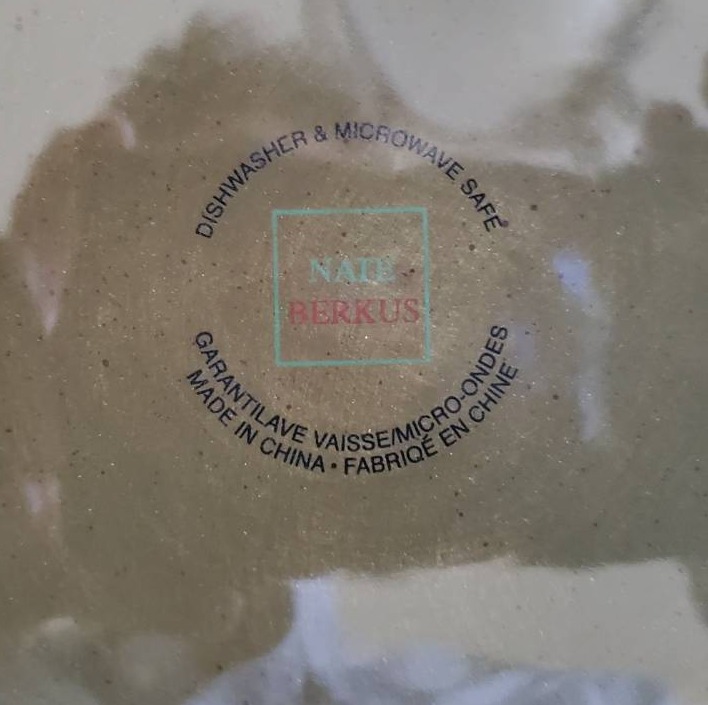 DISHWASHER & MICROWAVE SAFE
NATE
BERKUS
GARANTILAVE VAISSE/MICRO-ONDES
MADE IN CHINA • FABRIQÉ EN CHINE